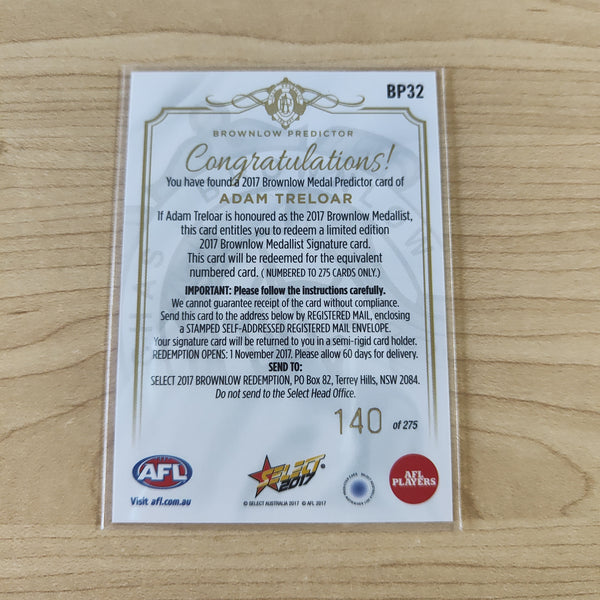 BP32
BROWNLOW PREDICTOR
Congratulations!
You have found a 2017 Brownlow Medal Predictor card of
ADAM TRELOAR
If Adam Treloar is honoured as the 2017 Brownlow Medallist,
this card entitles you to redeem a limited edition
2017 Brownlow Medallist Signature card.
This card will be redeemed for the equivalent
numbered card. ( NUMBERED TO 275 CARDS ONLY.)
IMPORTANT: Please follow the instructions carefully.
We cannot guarantee receipt of the card without compliance.
Send this card to the address below by REGISTERED MAIL, enclosing
a STAMPED SELF-ADDRESSED REGISTERED MAIL ENVELOPE.
Your signature card will be returned to you in a semi-rigid card holder.
REDEMPTION OPENS: 1 November 2017. Please allow 60 days for delivery.
SEND TO:
SELECT 2017 BROWNLOW REDEMPTION, PO Box 82, Terrey Hills, NSW 2084.
Do not send to the Select Head Office.
140 of 275
AFL
Visit afl.com.au
SELECT
2017
© SELECT AUSTRALIA 2017 © AFL 2017
AFL
PLAYERS